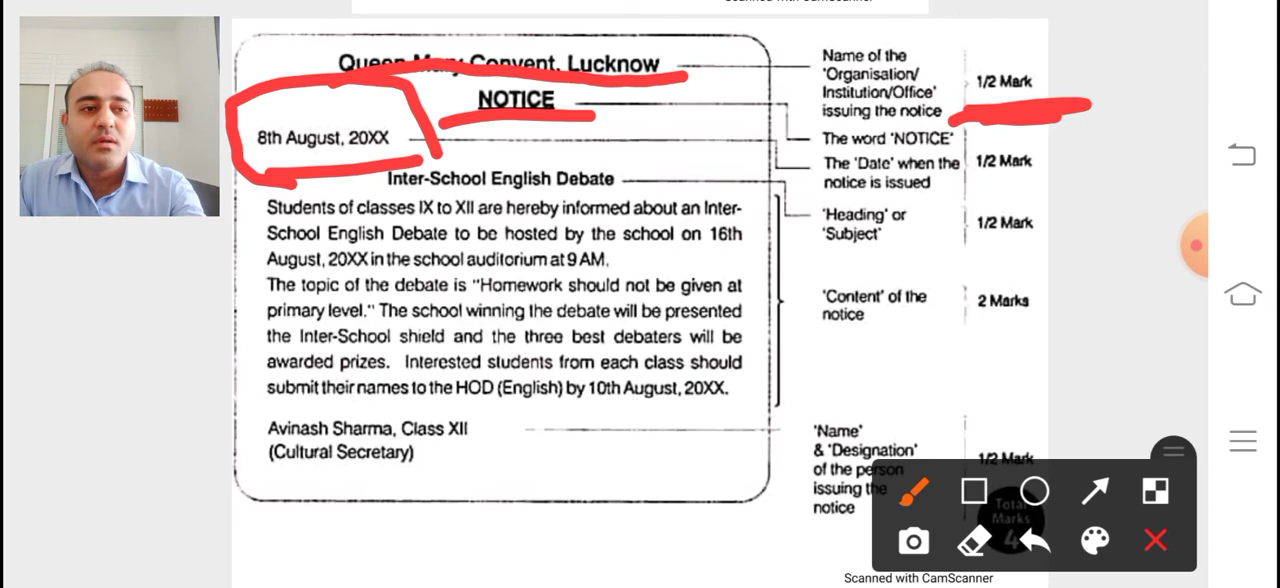 Scanned with CamScanner
Queen Mary Convent, Lucknow
NOTICE
8th August, 20XX
Inter-School English Debate
Students of classes IX to XII are hereby informed about an Inter-
School English Debate to be hosted by the school on 16th
August, 20XX in the school auditorium at 9 AM.
The topic of the debate is "Homework should not be given at
primary level." The school winning the debate will be presented
the Inter-School shield and the three best debaters will be
awarded prizes. Interested students from each class should
submit their names to the HOD (English) by 10th August, 20XX.
Avinash Sharma, Class XII
(Cultural Secretary)
Name of the
'Organisation/
Institution/Office'
issuing the notice
1/2 Mark
The word 'NOTICE'
The 'Date' when the
notice is issued
1/2 Mark
'Heading' or
'Subject'
1/2 Mark
'Content' of the
notice
2 Marks
'Name'
& 'Designation'
of the person
issuing the
notice
1/2 Mark
Total
Marks
4
Scanned with CamScanner